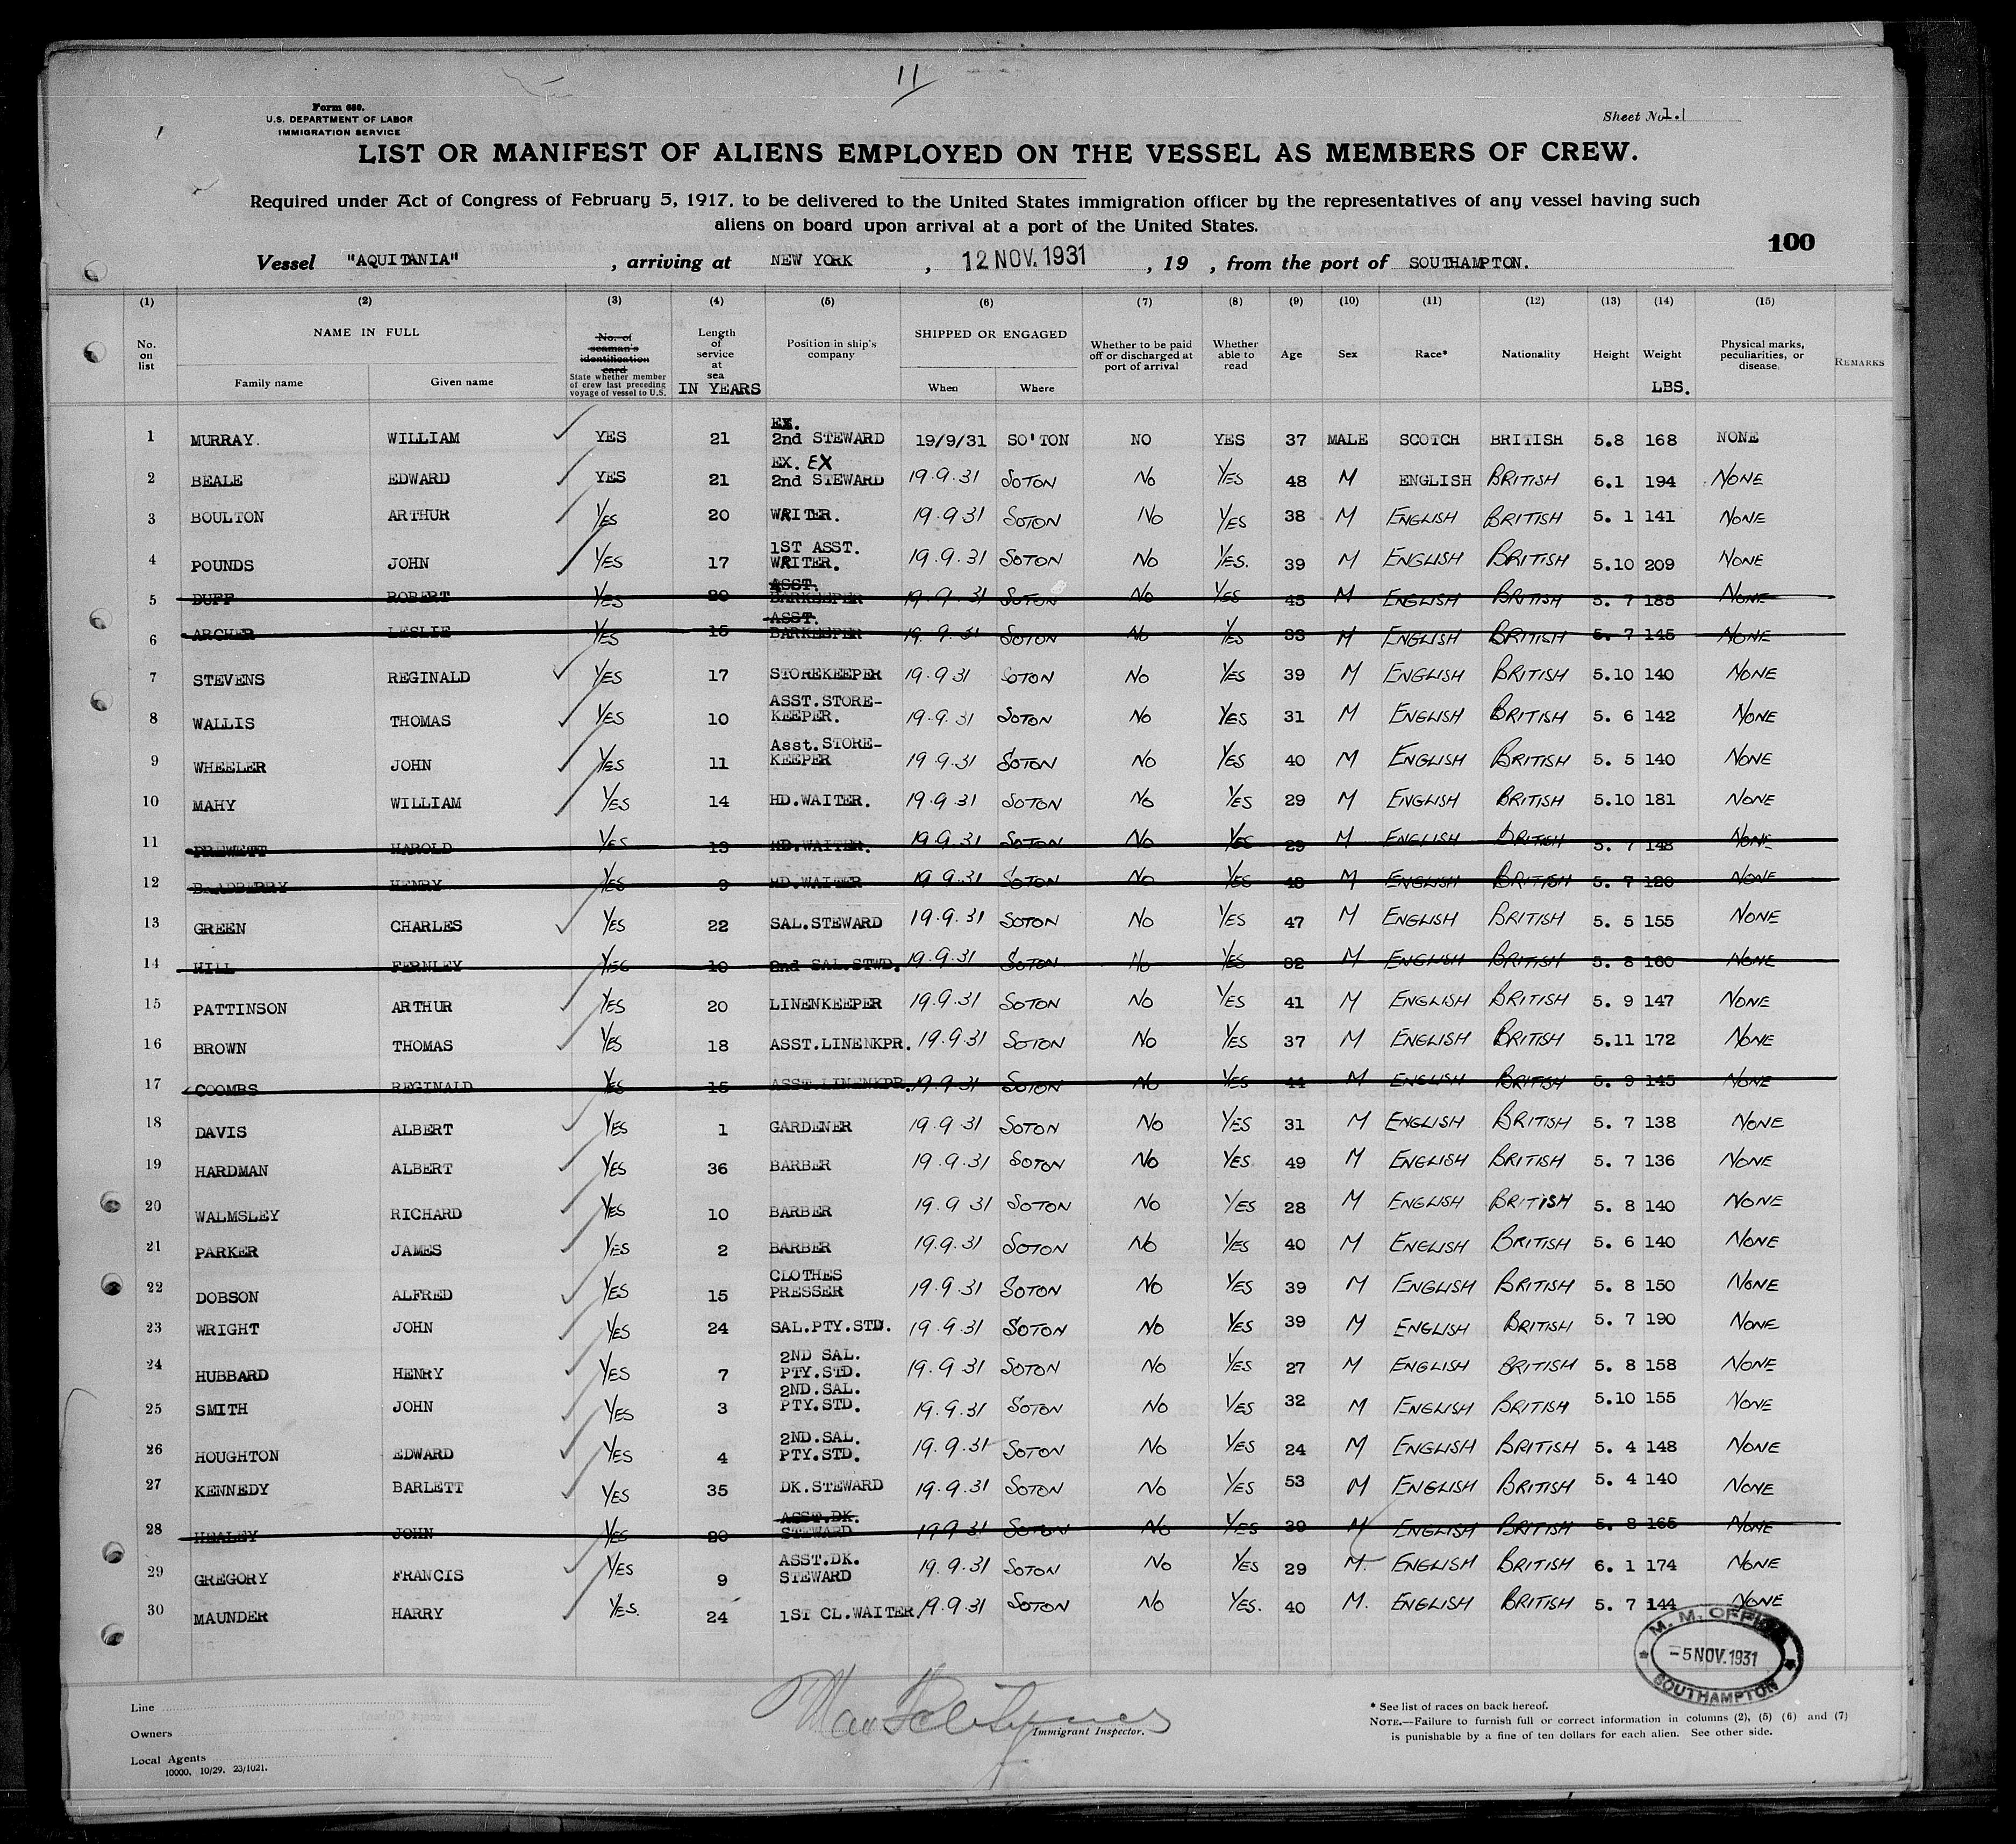 11
Form 680.
U.S. DEPARTMENT OF LABOR
IMMIGRATION SERVICE
Sheet No. 1.1
LIST OR MANIFEST OF ALIENS EMPLOYED ON THE VESSEL AS MEMBERS OF CREW.
Required under Act of Congress of February 5, 1917, to be delivered to the United States immigration officer by the representatives of any vessel having such
aliens on board upon arrival at a port of the United States.
100
Vessel "AQUITANIA", arriving at NEW YORK, 12 NOV. 1931, 19 , from the port of SOUTHAMPTON.
(1) (2) (3) (4) (5) (6) (7) (8) (9) (10) (11) (12) (13) (14) (15)
No. on list
NAME IN FULL
Family name Given name
No. of seaman's identification card
State whether member of crew last preceding voyage of vessel to U.S.
Length of service at sea IN YEARS
Position in ship's company
SHIPPED OR ENGAGED
When Where
Whether to be paid off or discharged at port of arrival
Whether able to read
Age Sex Race* Nationality Height Weight LBS.
Physical marks, peculiarities, or disease
REMARKS
1 MURRAY. WILLIAM YES 21 EX. 2nd STEWARD 19/9/31 SO'TON NO YES 37 MALE SCOTCH BRITISH 5.8 168 NONE
2 BEALE EDWARD YES 21 EX. EX 2nd STEWARD 19.9.31 SOTON NO YES 48 M ENGLISH BRITISH 6.1 194 NONE
3 BOULTON ARTHUR YES 20 WRITER. 19.9.31 SOTON NO YES 38 M ENGLISH BRITISH 5. 1 141 NONE
4 POUNDS JOHN YES 17 1ST ASST. WRITER. 19.9.31 SOTON NO YES. 39 M ENGLISH BRITISH 5.10 209 NONE
5 DUFF ROBERT YES 20 ASST. BARKEEPER 19.9.31 SOTON NO YES 45 M ENGLISH BRITISH 5. 7 185 NONE
6 ARCHER LESLIE YES 15 ASST. BARKEEPER 19.9.31 SOTON NO YES 33 M ENGLISH BRITISH 5. 7 145 NONE
7 STEVENS REGINALD YES 17 STOREKEEPER 19.9.31 SOTON NO YES 39 M ENGLISH BRITISH 5.10 140 NONE
8 WALLIS THOMAS YES 10 ASST.STORE-KEEPER. 19.9.31 SOTON NO YES 31 M ENGLISH BRITISH 5. 6 142 NONE
9 WHEELER JOHN YES 11 Asst.STORE-KEEPER 19.9.31 SOTON NO YES 40 M ENGLISH BRITISH 5. 5 140 NONE
10 MAHY WILLIAM YES 14 HD.WAITER. 19.9.31 SOTON NO YES 29 M ENGLISH BRITISH 5.10 181 NONE
11 PREWETT HAROLD YES 13 HD.WAITER. 19.9.31 SOTON NO YES 29 M ENGLISH BRITISH 5. 7 148 NONE
12 BRADBERRY HENRY YES 9 HD.WAITER 19.9.31 SOTON NO YES 48 M ENGLISH BRITISH 5. 7 120 NONE
13 GREEN CHARLES YES 22 SAL.STEWARD 19.9.31 SOTON NO YES 47 M ENGLISH BRITISH 5. 5 155 NONE
14 HILL FERNLEY YES 10 2nd SAL.STWD. 19.9.31 SOTON NO YES 32 M ENGLISH BRITISH 5. 8 160 NONE
15 PATTINSON ARTHUR YES 20 LINENKEEPER 19.9.31 SOTON NO YES 41 M ENGLISH BRITISH 5. 9 147 NONE
16 BROWN THOMAS YES 18 ASST.LINENKPR. 19.9.31 SOTON NO YES 37 M ENGLISH BRITISH 5.11 172 NONE
17 COOMBS REGINALD YES 15 ASST.LINENKPR. 19.9.31 SOTON NO YES 44 M ENGLISH BRITISH 5. 9 145 NONE
18 DAVIS ALBERT YES 1 GARDENER 19.9.31 SOTON NO YES 31 M ENGLISH BRITISH 5. 7 138 NONE
19 HARDMAN ALBERT YES 36 BARBER 19.9.31 SOTON NO YES 49 M ENGLISH BRITISH 5. 7 136 NONE
20 WALMSLEY RICHARD YES 10 BARBER 19.9.31 SOTON NO YES 28 M ENGLISH BRITISH 5. 8 140 NONE
21 PARKER JAMES YES 2 BARBER 19.9.31 SOTON NO YES 40 M ENGLISH BRITISH 5. 6 140 NONE
22 DOBSON ALFRED YES 15 CLOTHES PRESSER 19.9.31 SOTON NO YES 39 M ENGLISH BRITISH 5. 8 150 NONE
23 WRIGHT JOHN YES 24 SAL.PTY.STD. 19.9.31 SOTON NO YES 39 M ENGLISH BRITISH 5. 7 190 NONE
24 HUBBARD HENRY YES 7 2ND SAL. PTY.STD. 19.9.31 SOTON NO YES 27 M ENGLISH BRITISH 5. 8 158 NONE
25 SMITH JOHN YES 3 2ND.SAL. PTY.STD. 19.9.31 SOTON NO YES 32 M ENGLISH BRITISH 5.10 155 NONE
26 HOUGHTON EDWARD YES 4 2ND.SAL. PTY.STD. 19.9.31 SOTON NO YES 24 M ENGLISH BRITISH 5. 4 148 NONE
27 KENNEDY BARLETT YES 35 DK.STEWARD 19.9.31 SOTON NO YES 53 M ENGLISH BRITISH 5. 4 140 NONE
28 HEALEY JOHN YES 20 ASST.DK. STEWARD 19.9.31 SOTON NO YES 39 M ENGLISH BRITISH 5. 8 165 NONE
29 GREGORY FRANCIS YES 9 ASST.DK. STEWARD 19.9.31 SOTON NO YES 29 M. ENGLISH BRITISH 6. 1 174 NONE
30 MAUNDER HARRY YES. 24 1ST CL.WAITER. 19.9.31 SOTON NO YES. 40 M. ENGLISH BRITISH 5. 7 144 NONE
M. M. OFFICE
-5 NOV. 1931
SOUTHAMPTON
Line
Owners
Local Agents
10000. 10/29. 23/1021.
Immigrant Inspector.
* See list of races on back hereof.
NOTE.—Failure to furnish full or correct information in columns (2), (5) (6) and (7)
is punishable by a fine of ten dollars for each alien. See other side.